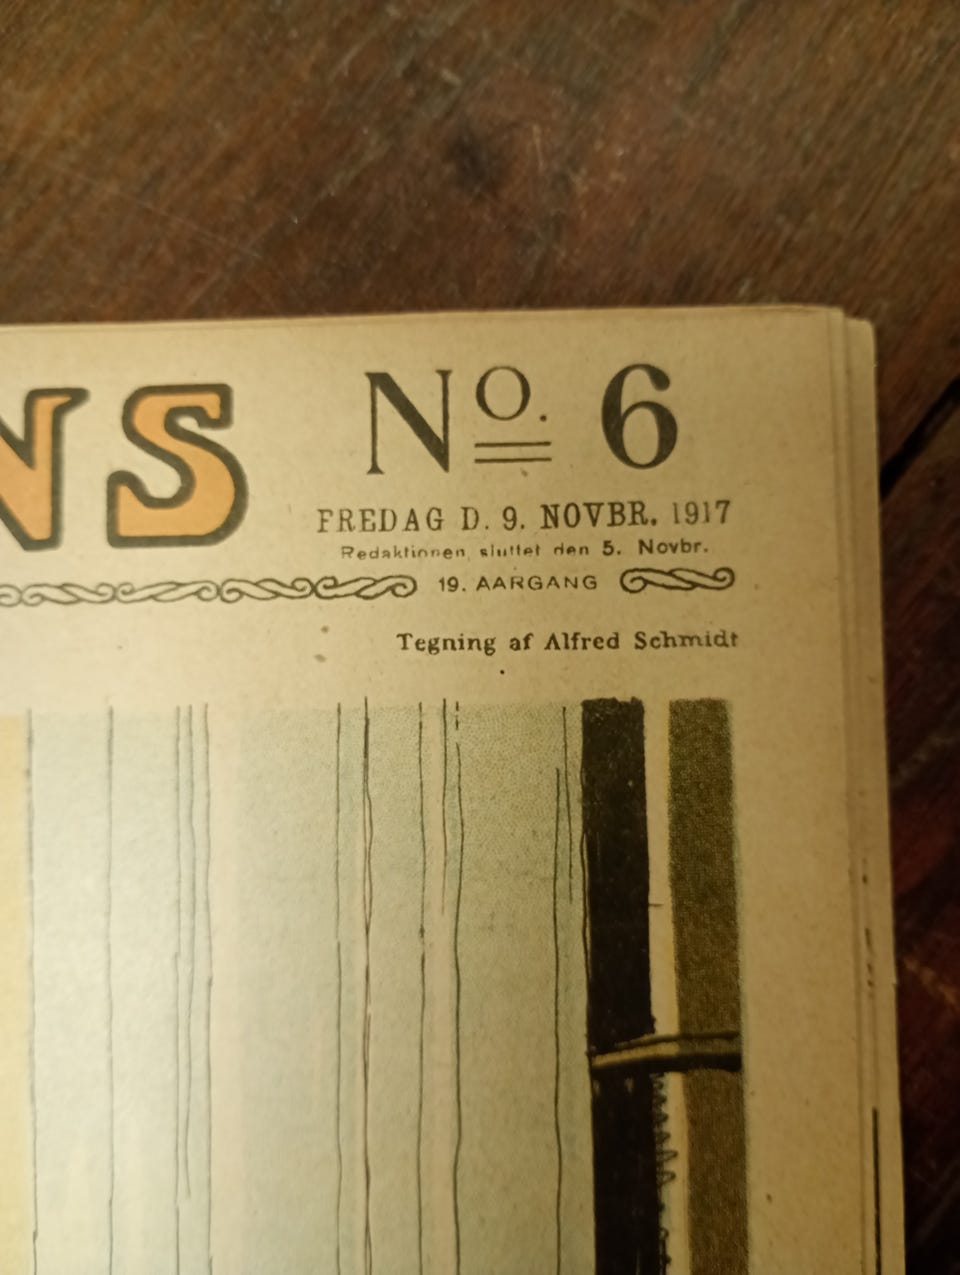 NS
No. 6
FREDAG D. 9. NOVBR. 1917
Redaktionen sluttet den 5. Novbr.
19. AARGANG
Tegning af Alfred Schmidt